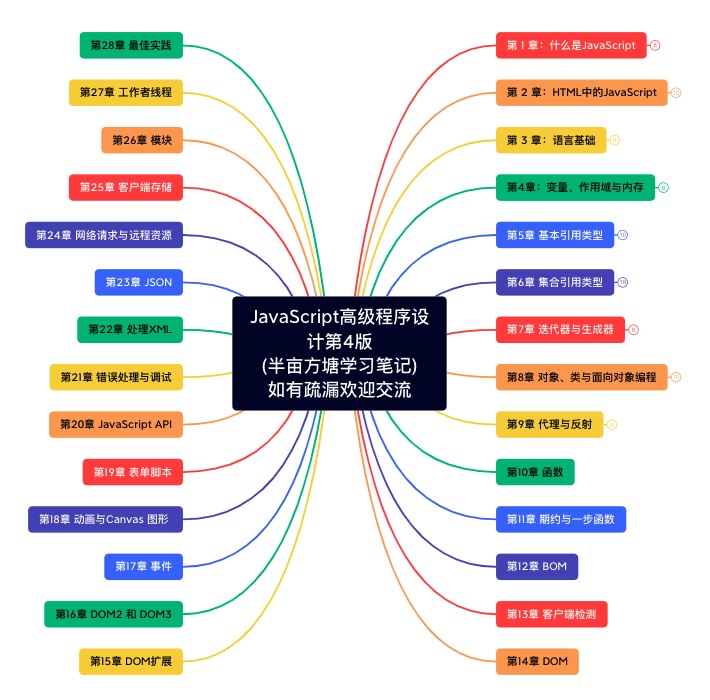 JavaScript高级程序设
计第4版
(半亩方塘学习笔记)
如有疏漏欢迎交流
第 1 章：什么是JavaScript
8
第 2 章：HTML中的JavaScript
10
第 3 章：语言基础
第4章：变量、作用域与内存
6
第5章 基本引用类型
10
第6章 集合引用类型
18
第7章 迭代器与生成器
8
第8章 对象、类与面向对象编程
10
第9章 代理与反射
第10章 函数
第11章 期约与一步函数
第12章 BOM
第13章 客户端检测
第14章 DOM
第15章 DOM扩展
第16章 DOM2 和 DOM3
第17章 事件
第18章 动画与Canvas 图形
第19章 表单脚本
第20章 JavaScript API
第21章 错误处理与调试
第22章 处理XML
第23章 JSON
第24章 网络请求与远程资源
第25章 客户端存储
第26章 模块
第27章 工作者线程
第28章 最佳实践